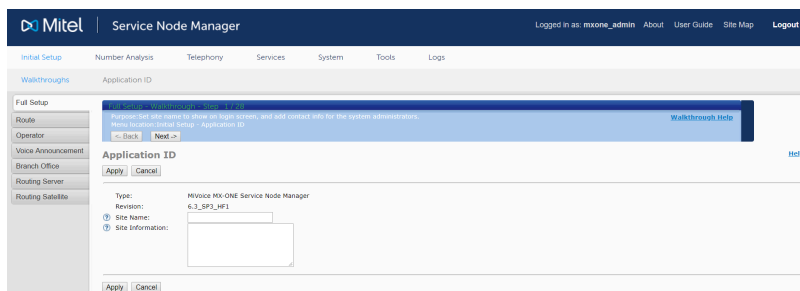 Mitel | Service Node Manager
Logged in as: mxone_admin About User Guide Site Map Logout
Initial Setup Number Analysis Telephony Services System Tools Logs
Walkthroughs Application ID
Full Setup
Route
Operator
Voice Announcement
Branch Office
Routing Server
Routing Satellite
Full Setup - Walkthrough - Step 1 / 28
Purpose:Set site name to show on login screen, and add contact info for the system administrators.
Menu location:Initial Setup - Application ID
Walkthrough Help
<- Back Next ->
Application ID
Help
Apply Cancel
Type: MiVoice MX-ONE Service Node Manager
Revision: 6.3_SP3_HF1
? Site Name:
? Site Information:
Apply Cancel